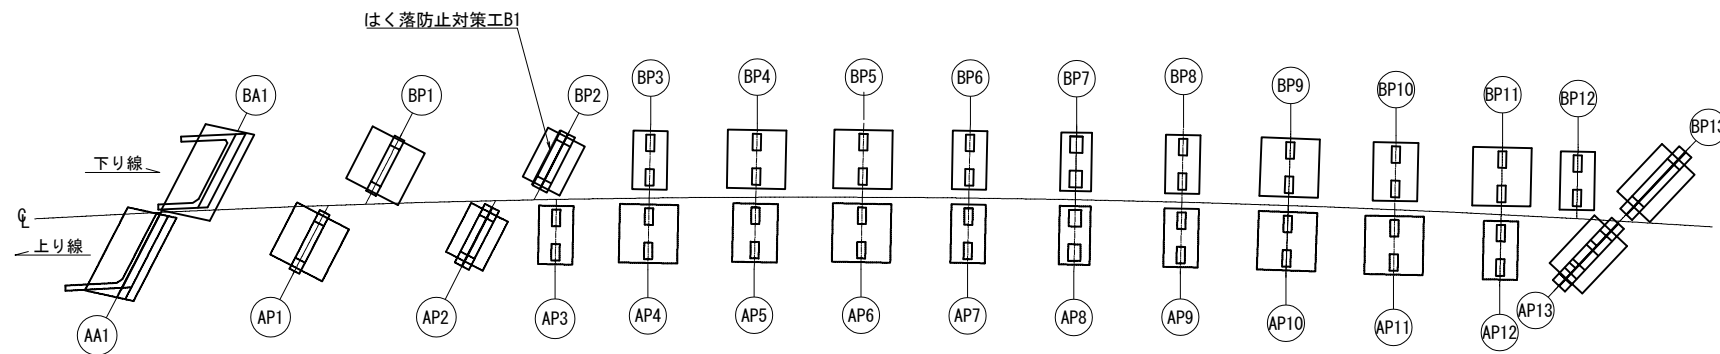 はく落防止対策工B1
BA1
BP1
BP2
BP3
BP4
BP5
BP6
BP7
BP8
BP9
BP10
BP11
BP12
BP13
下り線
℄
上り線
AA1
AP1
AP2
AP3
AP4
AP5
AP6
AP7
AP8
AP9
AP10
AP11
AP12
AP13